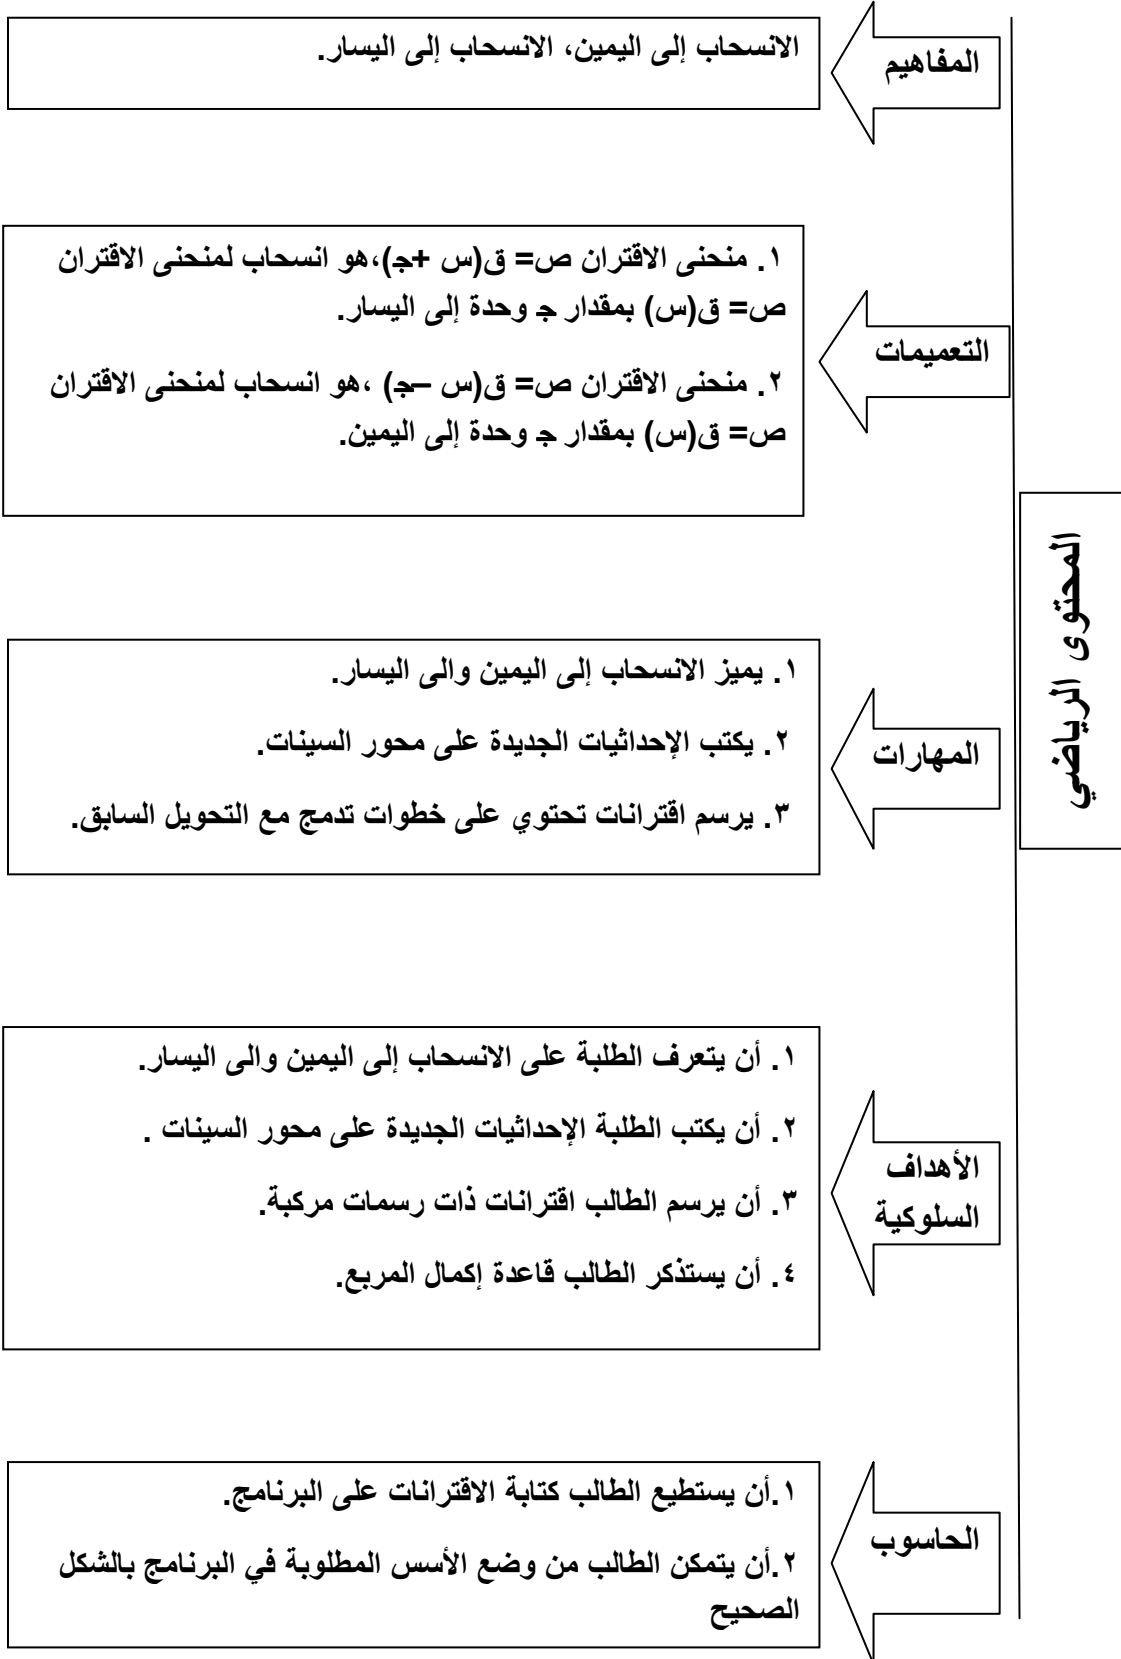 المحتوى الرياضي
المفاهيم
الانسحاب إلى اليمين، الانسحاب إلى اليسار.
التعميمات
١. منحنى الاقتران ص= ق(س +جـ)،هو انسحاب لمنحنى الاقتران
ص= ق(س) بمقدار جـ وحدة إلى اليسار.
٢. منحنى الاقتران ص= ق(س –جـ) ،هو انسحاب لمنحنى الاقتران
ص= ق(س) بمقدار جـ وحدة إلى اليمين.
المهارات
١. يميز الانسحاب إلى اليمين والى اليسار.
٢. يكتب الإحداثيات الجديدة على محور السينات.
٣. يرسم اقترانات تحتوي على خطوات تدمج مع التحويل السابق.
الأهداف
السلوكية
١. أن يتعرف الطلبة على الانسحاب إلى اليمين والى اليسار.
٢. أن يكتب الطلبة الإحداثيات الجديدة على محور السينات .
٣. أن يرسم الطالب اقترانات ذات رسمات مركبة.
٤. أن يستذكر الطالب قاعدة إكمال المربع.
الحاسوب
١.أن يستطيع الطالب كتابة الاقترانات على البرنامج.
٢.أن يتمكن الطالب من وضع الأسس المطلوبة في البرنامج بالشكل
الصحيح